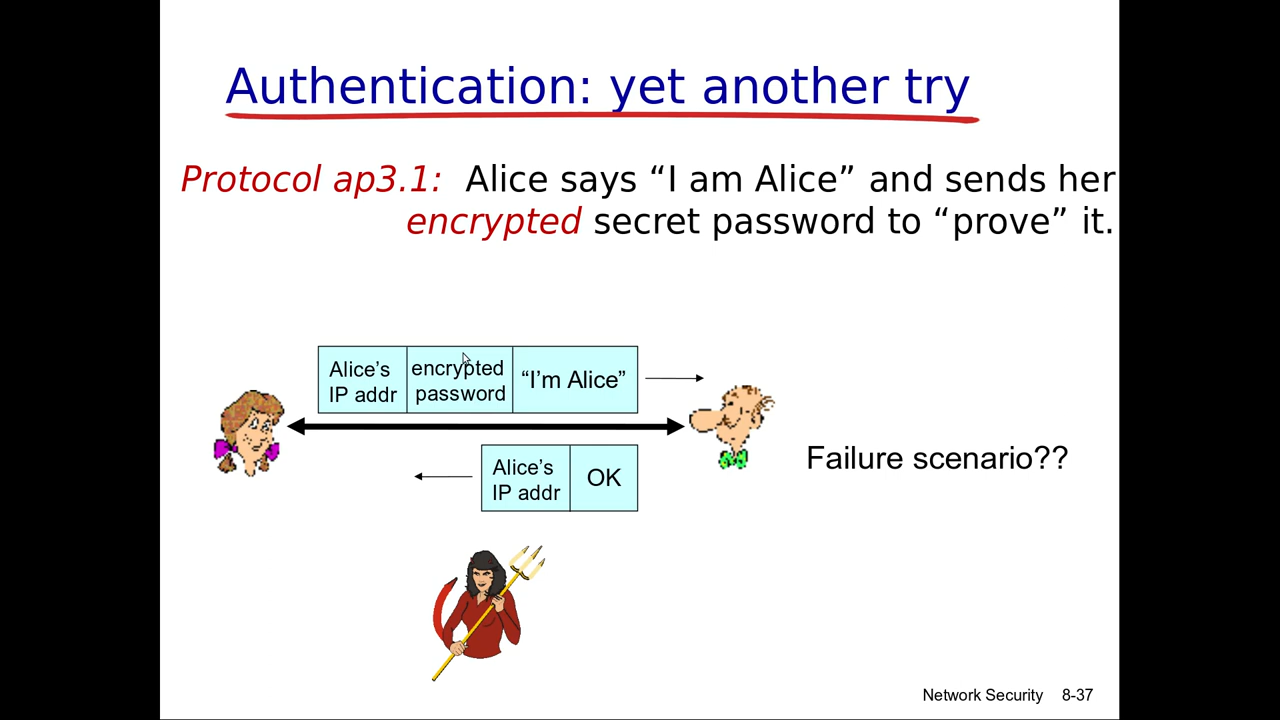 Authentication: yet another try
Protocol ap3.1: Alice says “I am Alice” and sends her
encrypted secret password to “prove” it.
Alice’s
IP addr
encrypted
password
“I’m Alice”
Failure scenario??
Alice’s
IP addr
OK
Network Security 8-37